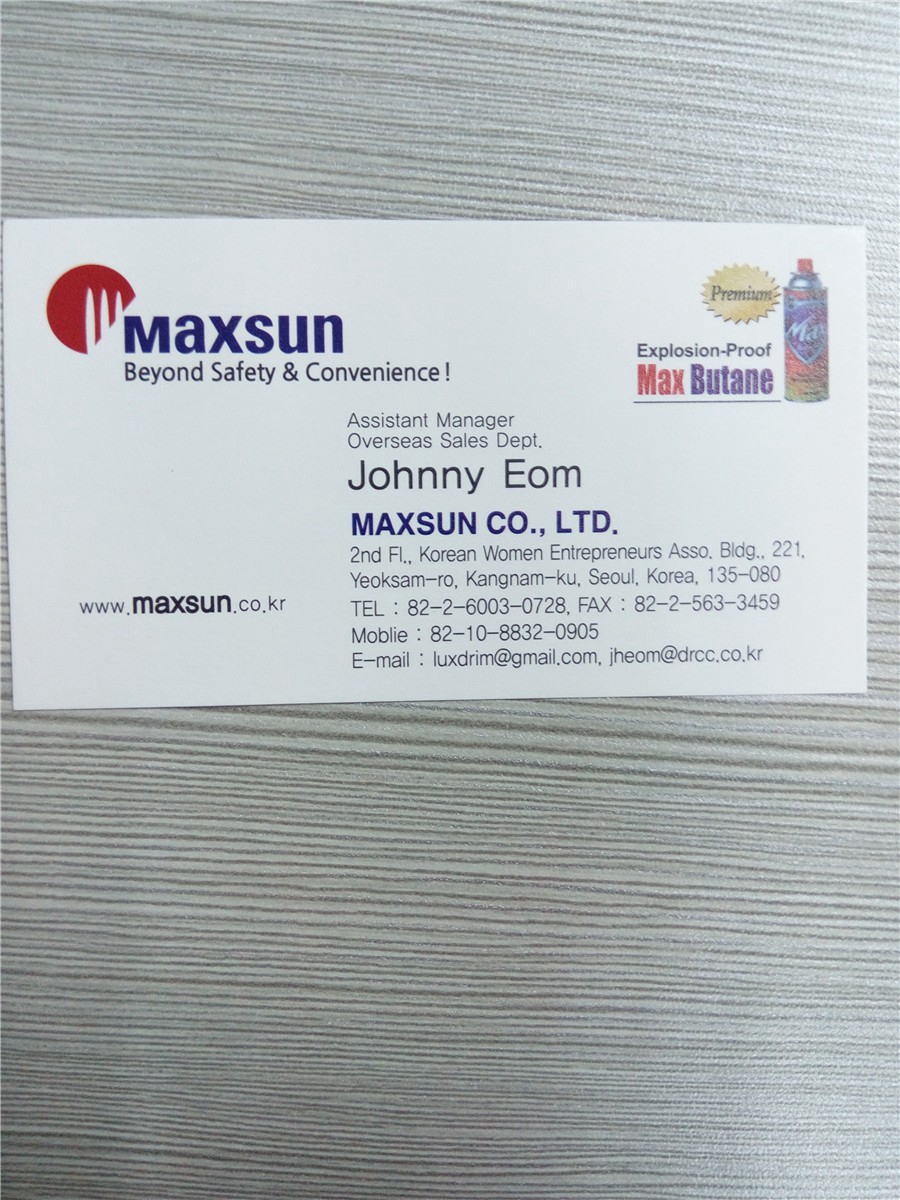 MAXSUN
Beyond Safety & Convenience!
Premium
Max
Explosion-Proof
Max Butane
Assistant Manager
Overseas Sales Dept.
Johnny Eom
MAXSUN CO., LTD.
2nd Fl., Korean Women Entrepreneurs Asso. Bldg., 221,
Yeoksam-ro, Kangnam-ku, Seoul, Korea, 135-080
www.maxsun.co.kr
TEL : 82-2-6003-0728, FAX : 82-2-563-3459
Moblie : 82-10-8832-0905
E-mail : luxdrim@gmail.com, jheom@drcc.co.kr